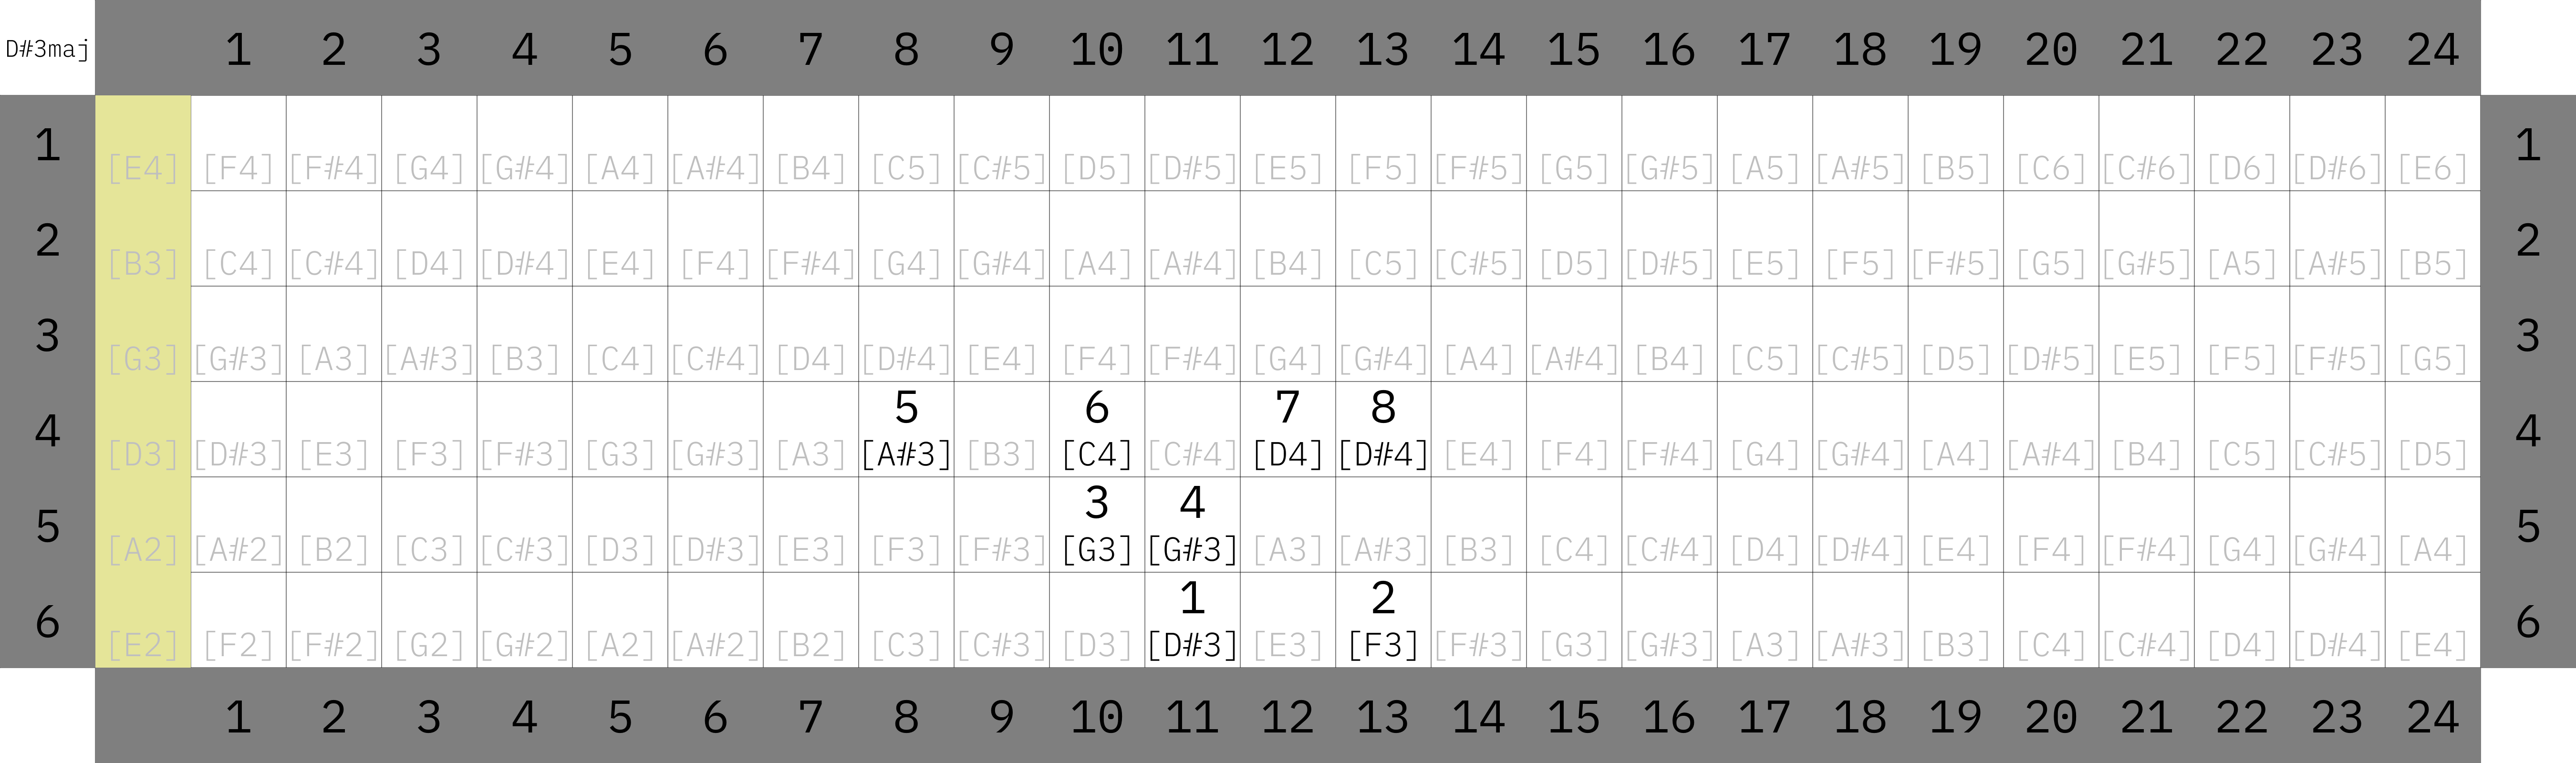 D#3maj 1 2 3 4 5 6 7 8 9 10 11 12 13 14 15 16 17 18 19 20 21 22 23 24
1 [E4] [F4] [F#4] [G4] [G#4] [A4] [A#4] [B4] [C5] [C#5] [D5] [D#5] [E5] [F5] [F#5] [G5] [G#5] [A5] [A#5] [B5] [C6] [C#6] [D6] [D#6] [E6] 1
2 [B3] [C4] [C#4] [D4] [D#4] [E4] [F4] [F#4] [G4] [G#4] [A4] [A#4] [B4] [C5] [C#5] [D5] [D#5] [E5] [F5] [F#5] [G5] [G#5] [A5] [A#5] [B5] 2
3 [G3] [G#3] [A3] [A#3] [B3] [C4] [C#4] [D4] [D#4] [E4] [F4] [F#4] [G4] [G#4] [A4] [A#4] [B4] [C5] [C#5] [D5] [D#5] [E5] [F5] [F#5] [G5] 3
5 6 7 8
4 [D3] [D#3] [E3] [F3] [F#3] [G3] [G#3] [A3] [A#3] [B3] [C4] [C#4] [D4] [D#4] [E4] [F4] [F#4] [G4] [G#4] [A4] [A#4] [B4] [C5] [C#5] [D5] 4
3 4
5 [A2] [A#2] [B2] [C3] [C#3] [D3] [D#3] [E3] [F3] [F#3] [G3] [G#3] [A3] [A#3] [B3] [C4] [C#4] [D4] [D#4] [E4] [F4] [F#4] [G4] [G#4] [A4] 5
1 2
6 [E2] [F2] [F#2] [G2] [G#2] [A2] [A#2] [B2] [C3] [C#3] [D3] [D#3] [E3] [F3] [F#3] [G3] [G#3] [A3] [A#3] [B3] [C4] [C#4] [D4] [D#4] [E4] 6
1 2 3 4 5 6 7 8 9 10 11 12 13 14 15 16 17 18 19 20 21 22 23 24